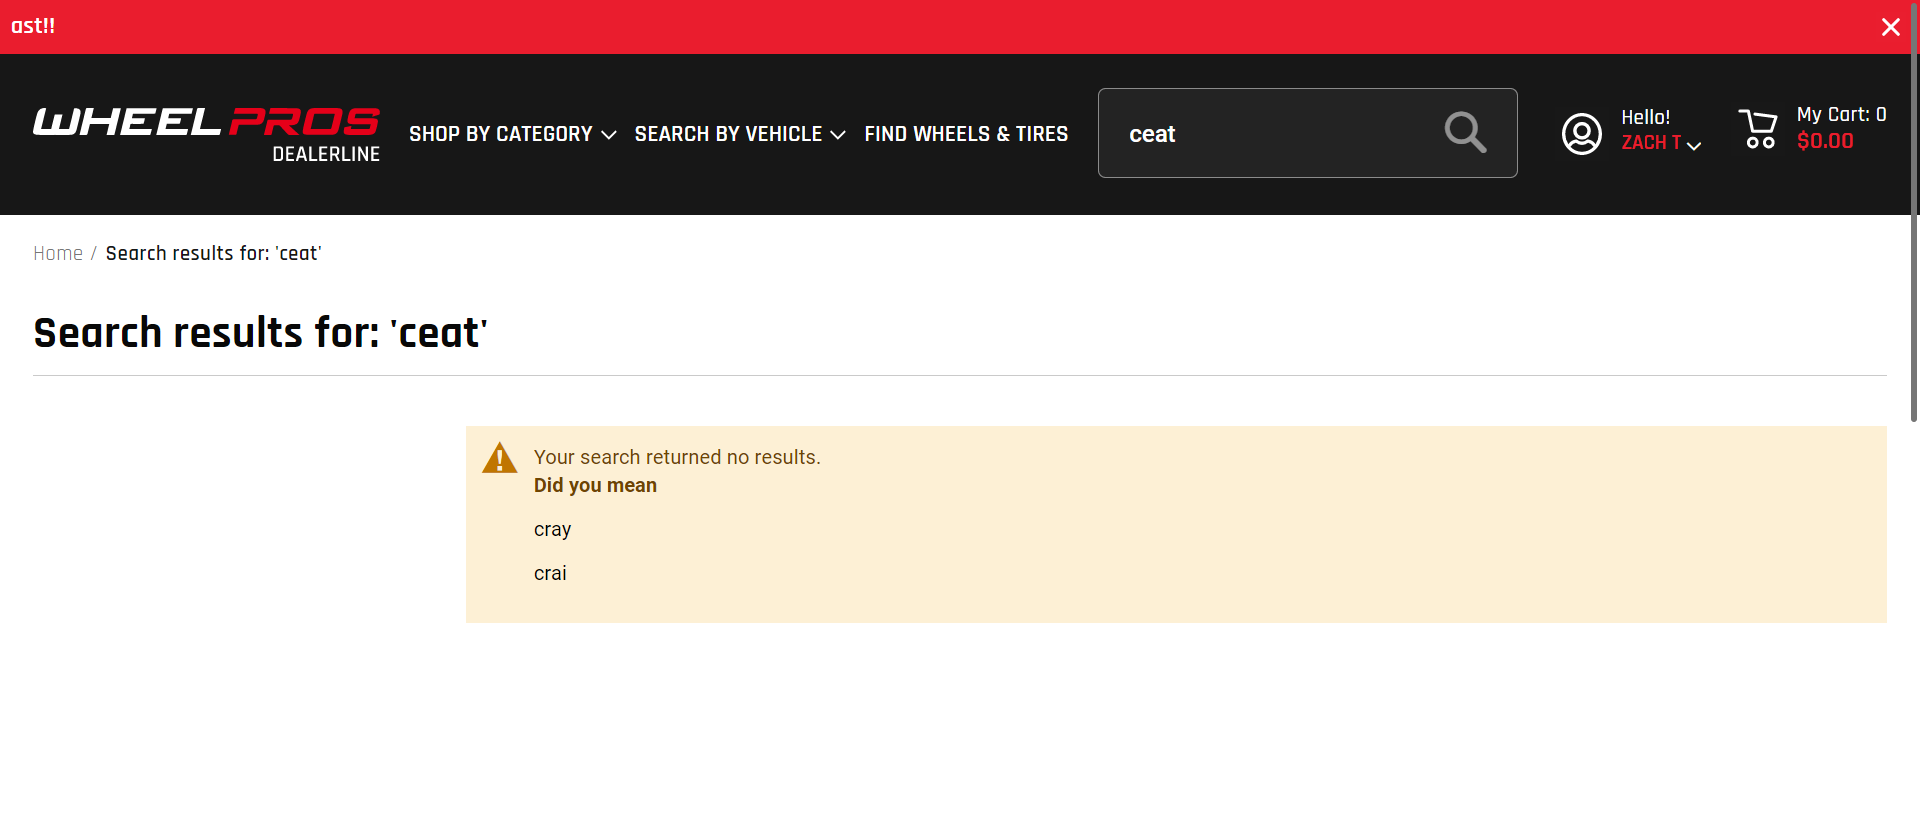 ast!!
WHEEL PROS
DEALERLINE
SHOP BY CATEGORY
SEARCH BY VEHICLE
FIND WHEELS & TIRES
ceat
Hello!
ZACH T
My Cart: 0
$0.00
Home / Search results for: 'ceat'
Search results for: 'ceat'
Your search returned no results.
Did you mean
cray
crai